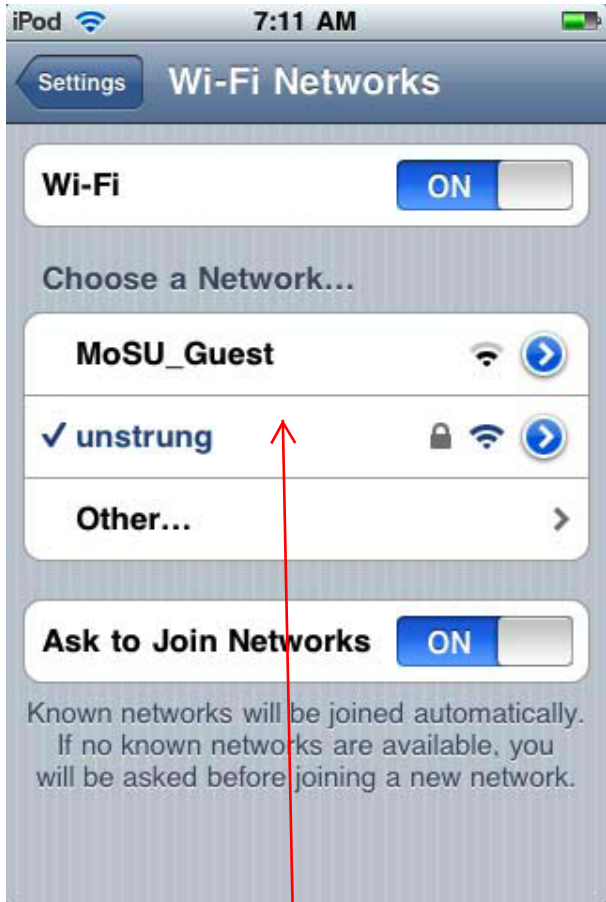 iPod 7:11 AM
Settings Wi-Fi Networks
Wi-Fi ON
Choose a Network...
MoSU_Guest
✓ unstrung
Other...
Ask to Join Networks ON
Known networks will be joined automatically.
If no known networks are available, you
will be asked before joining a new network.